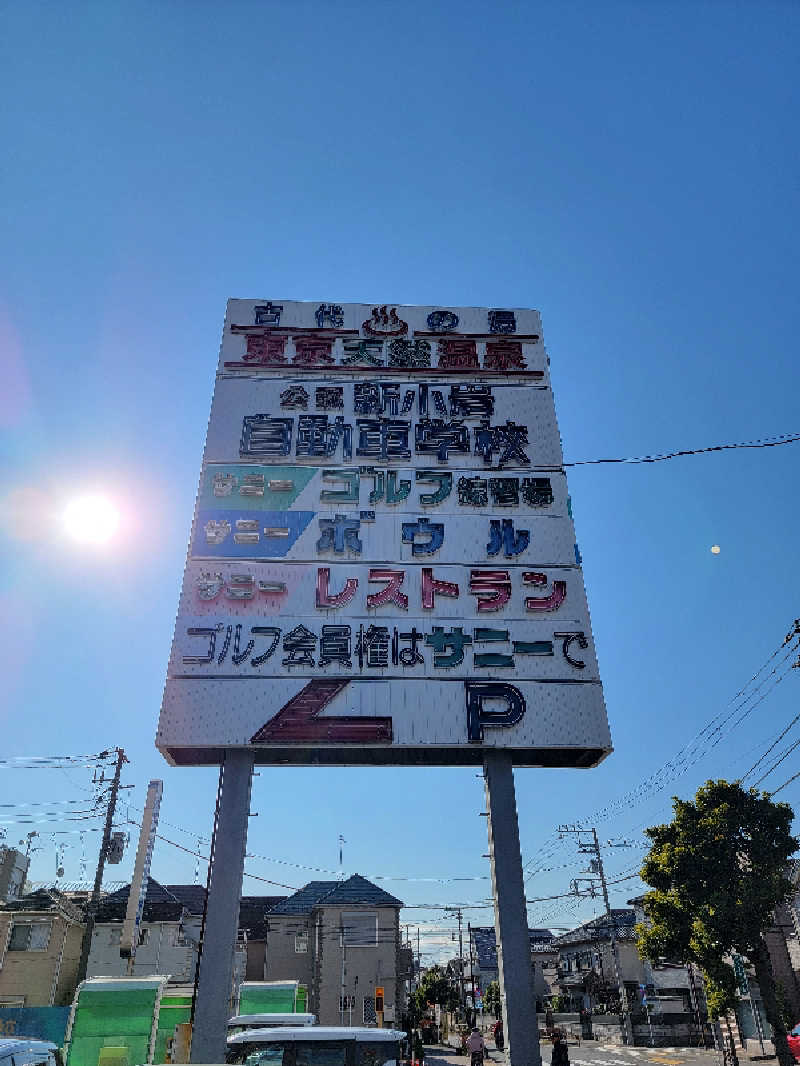 古代♨の湯
東京天然温泉
公認 新小岩
自動車学校
サニー ゴルフ練習場
サニー ボウル
サニー レストラン
ゴルフ会員権はサニーで
P